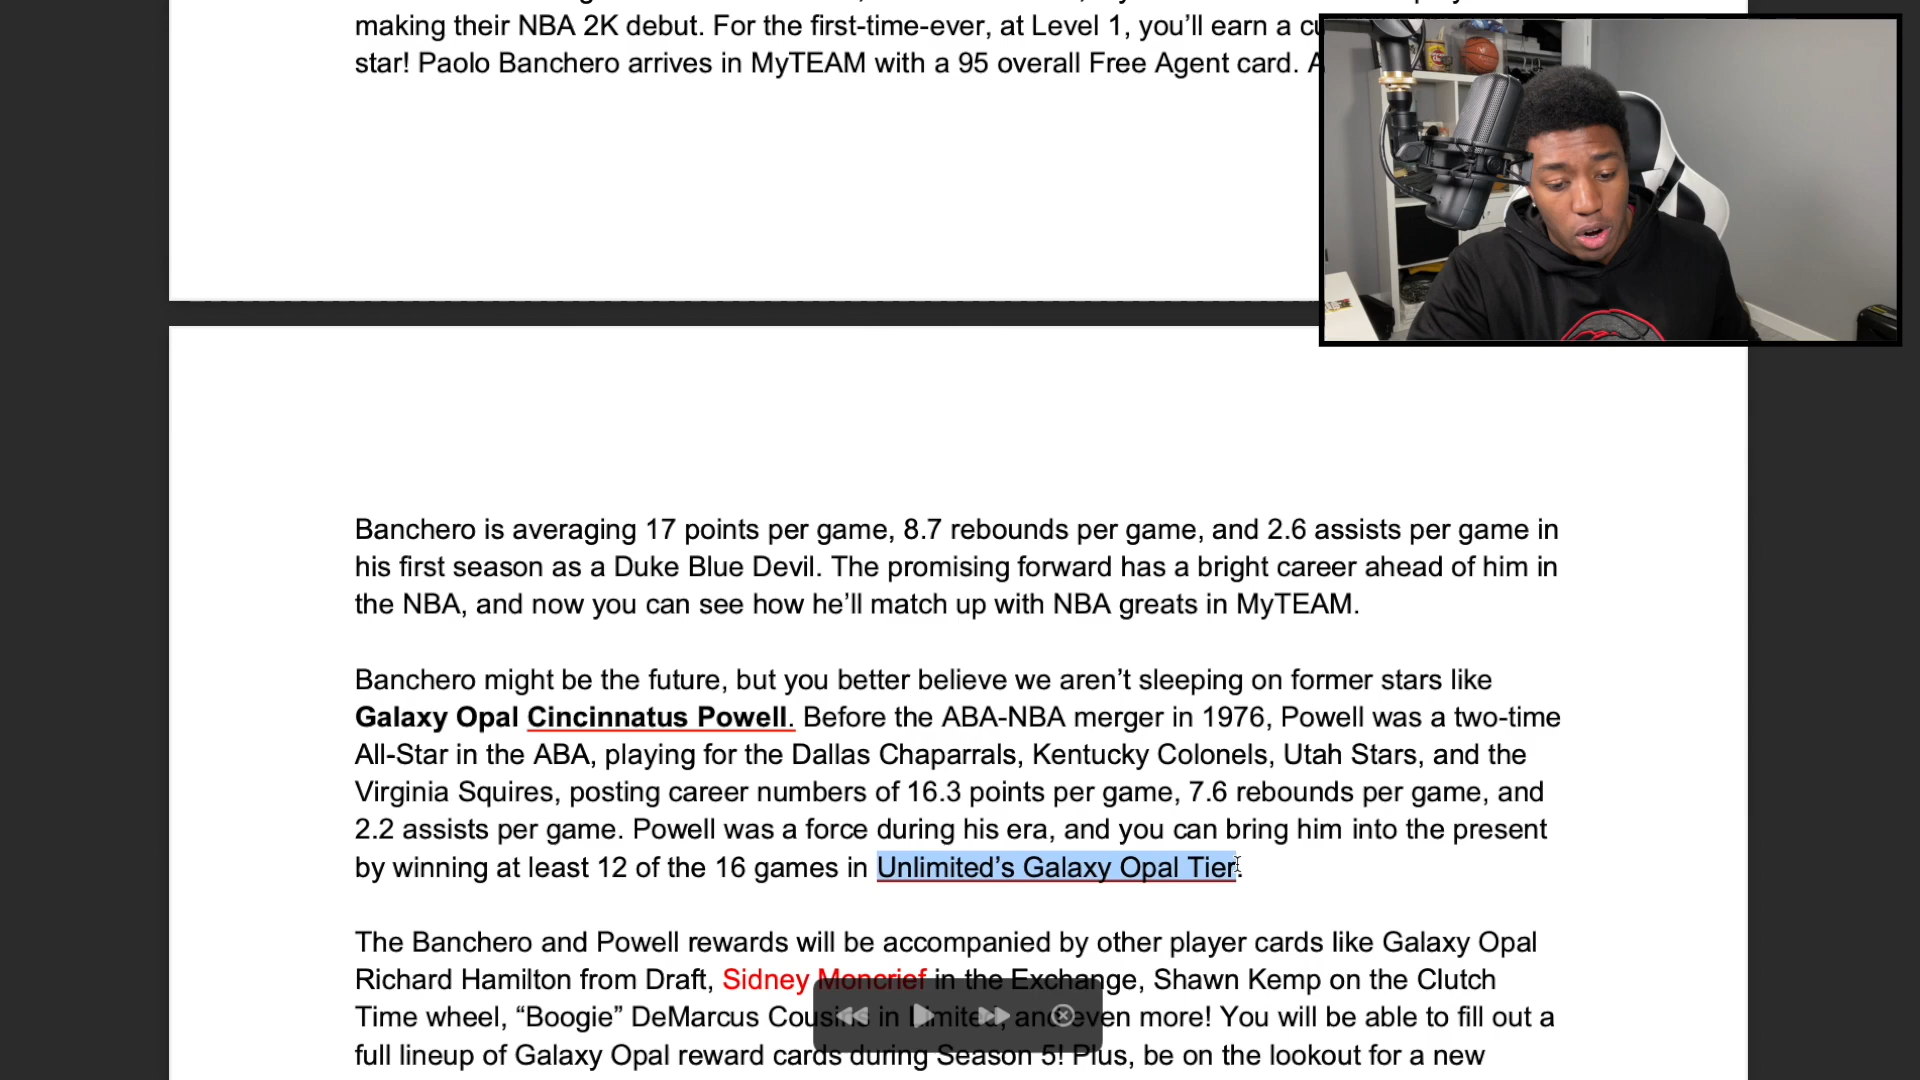 making their NBA 2K debut. For the first-time-ever, at Level 1, you’ll earn a
star! Paolo Banchero arrives in MyTEAM with a 95 overall Free Agent card.
Banchero is averaging 17 points per game, 8.7 rebounds per game, and 2.6 assists per game in
his first season as a Duke Blue Devil. The promising forward has a bright career ahead of him in
the NBA, and now you can see how he’ll match up with NBA greats in MyTEAM.
Banchero might be the future, but you better believe we aren’t sleeping on former stars like
Galaxy Opal Cincinnatus Powell. Before the ABA-NBA merger in 1976, Powell was a two-time
All-Star in the ABA, playing for the Dallas Chaparrals, Kentucky Colonels, Utah Stars, and the
Virginia Squires, posting career numbers of 16.3 points per game, 7.6 rebounds per game, and
2.2 assists per game. Powell was a force during his era, and you can bring him into the present
by winning at least 12 of the 16 games in Unlimited’s Galaxy Opal Tier.
The Banchero and Powell rewards will be accompanied by other player cards like Galaxy Opal
Richard Hamilton from Draft, Sidney Moncrief in the Exchange, Shawn Kemp on the Clutch
Time wheel, “Boogie” DeMarcus Cousins in Limited, and even more! You will be able to fill out a
full lineup of Galaxy Opal reward cards during Season 5! Plus, be on the lookout for a new